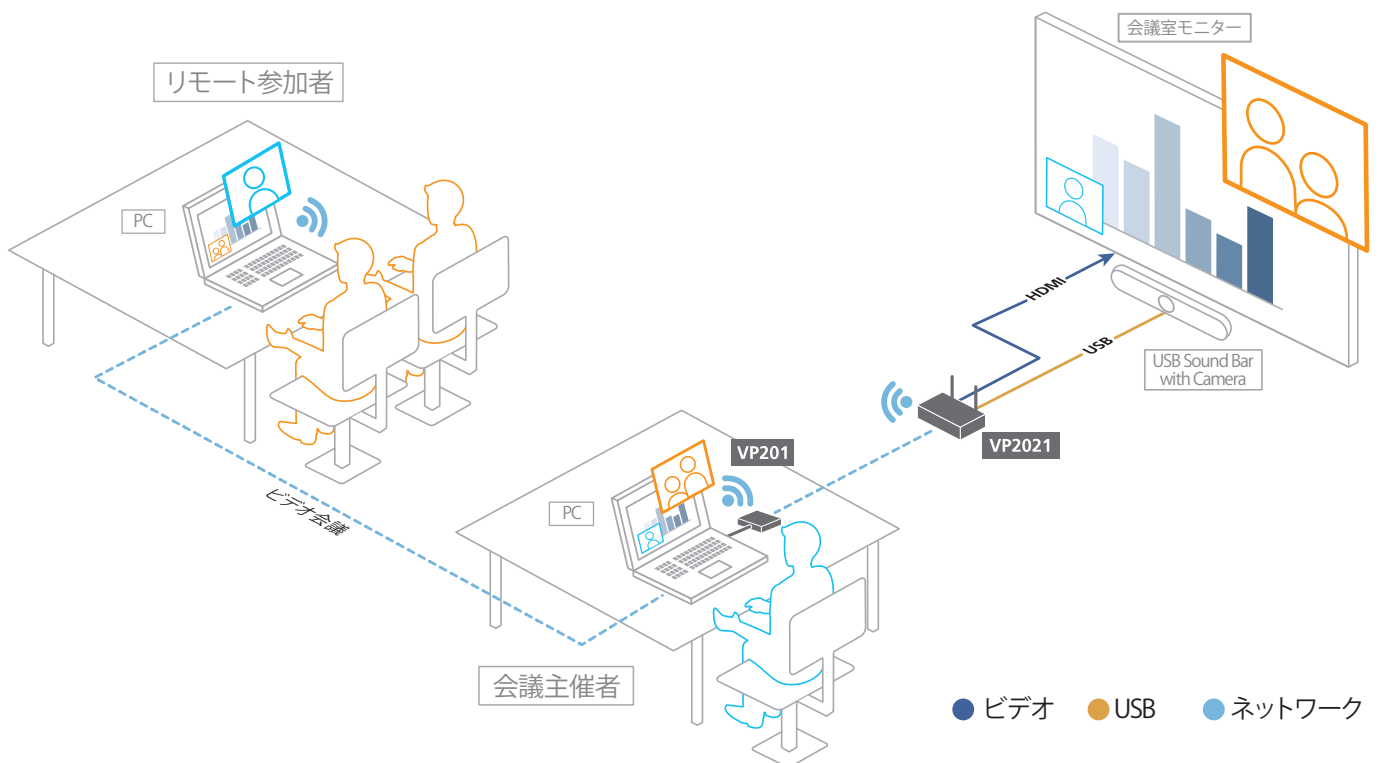 会議室モニター
リモート参加者
PC
HDMI
USB
USB Sound Bar
with Camera
VP2021
VP201
ビデオ会議
PC
会議主催者
ビデオ
USB
ネットワーク